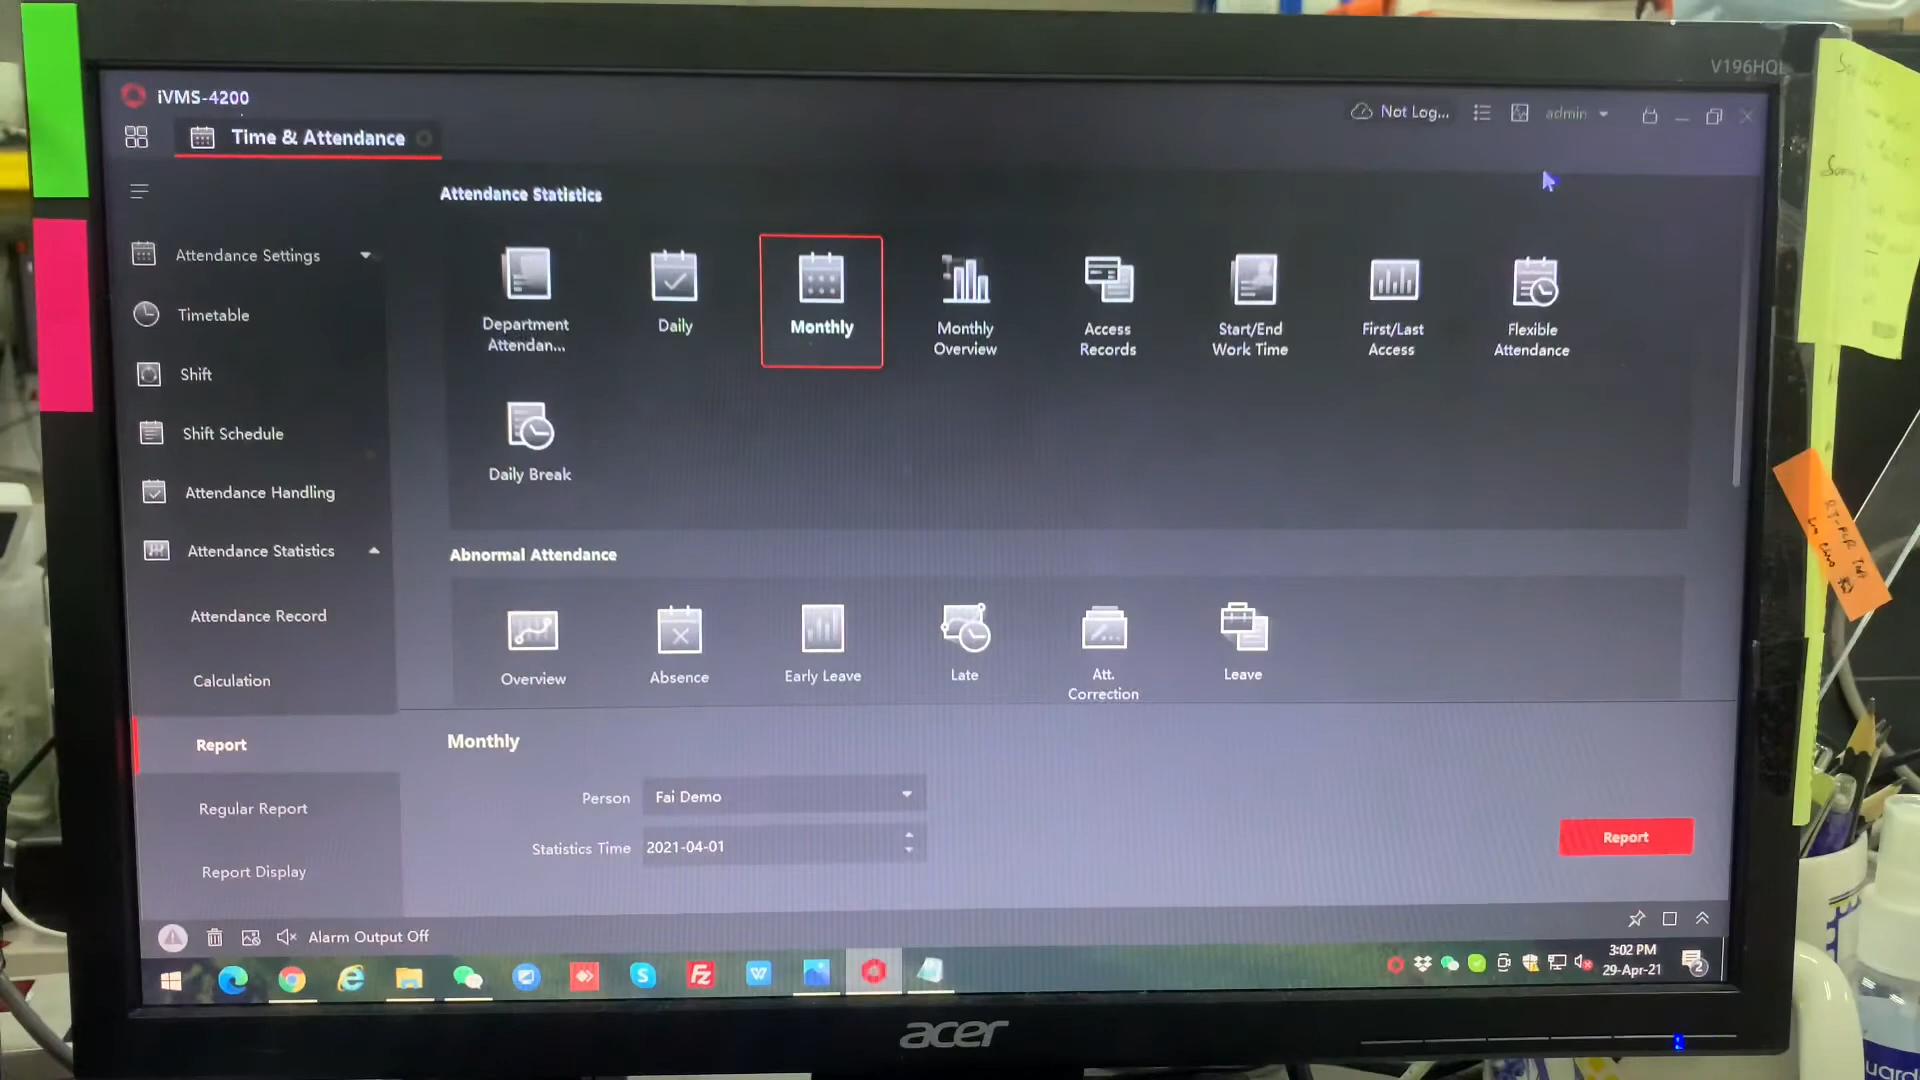 V196HQL
iVMS-4200
Not Log...
admin
Time & Attendance
Attendance Settings
Timetable
Shift
Shift Schedule
Attendance Handling
Attendance Statistics
Attendance Record
Calculation
Report
Regular Report
Report Display
Attendance Statistics
Department
Attendan...
Daily
Monthly
Monthly
Overview
Access
Records
Start/End
Work Time
First/Last
Access
Flexible
Attendance
Daily Break
Abnormal Attendance
Overview
Absence
Early Leave
Late
Att.
Correction
Leave
Monthly
Person
Fai Demo
Statistics Time
2021-04-01
Report
Alarm Output Off
3:02 PM
29-Apr-21
2
acer